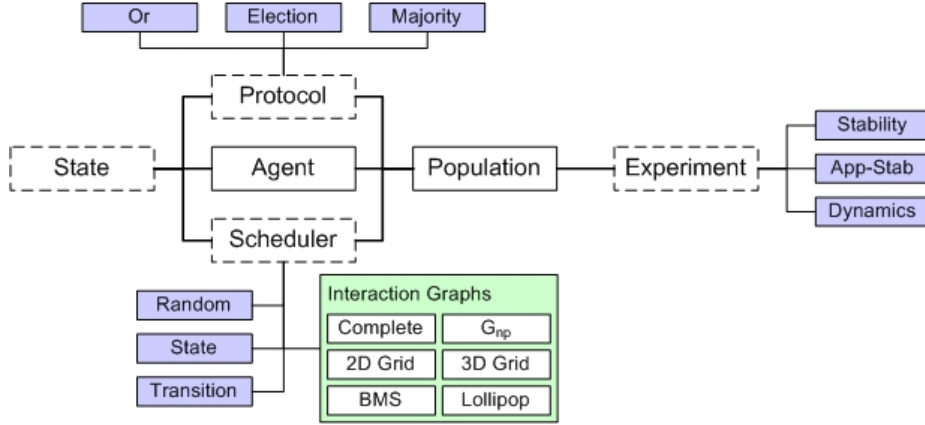 Or
Election
Majority
Protocol
State
Agent
Population
Experiment
Stability
App-Stab
Dynamics
Scheduler
Random
State
Transition
Interaction Graphs
Complete
Gnp
2D Grid
3D Grid
BMS
Lollipop